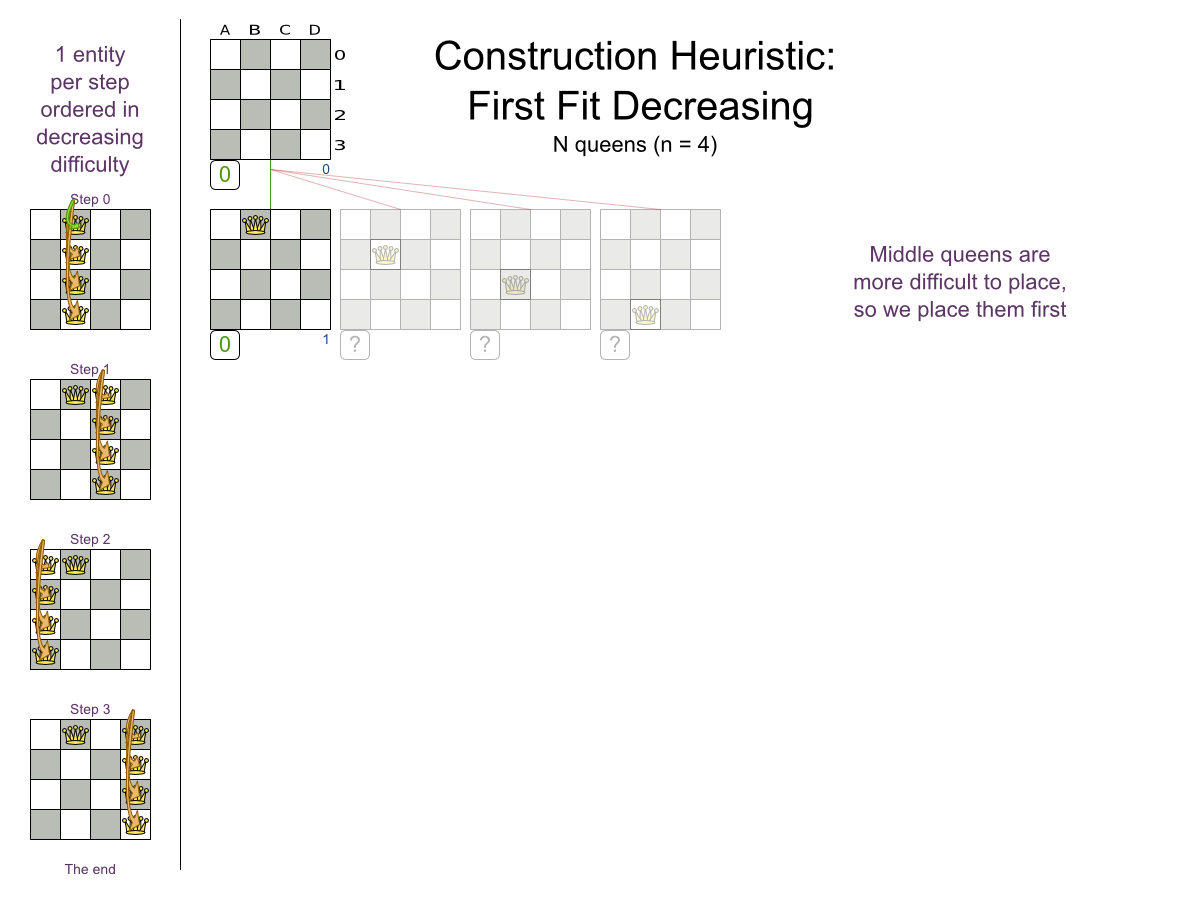 1 entity
per step
ordered in
decreasing
difficulty
Step 0
Step 1
Step 2
Step 3
The end
A B C D
0
1
2
3
0
0
Construction Heuristic:
First Fit Decreasing
N queens (n = 4)
0
1
?
?
?
Middle queens are
more difficult to place,
so we place them first